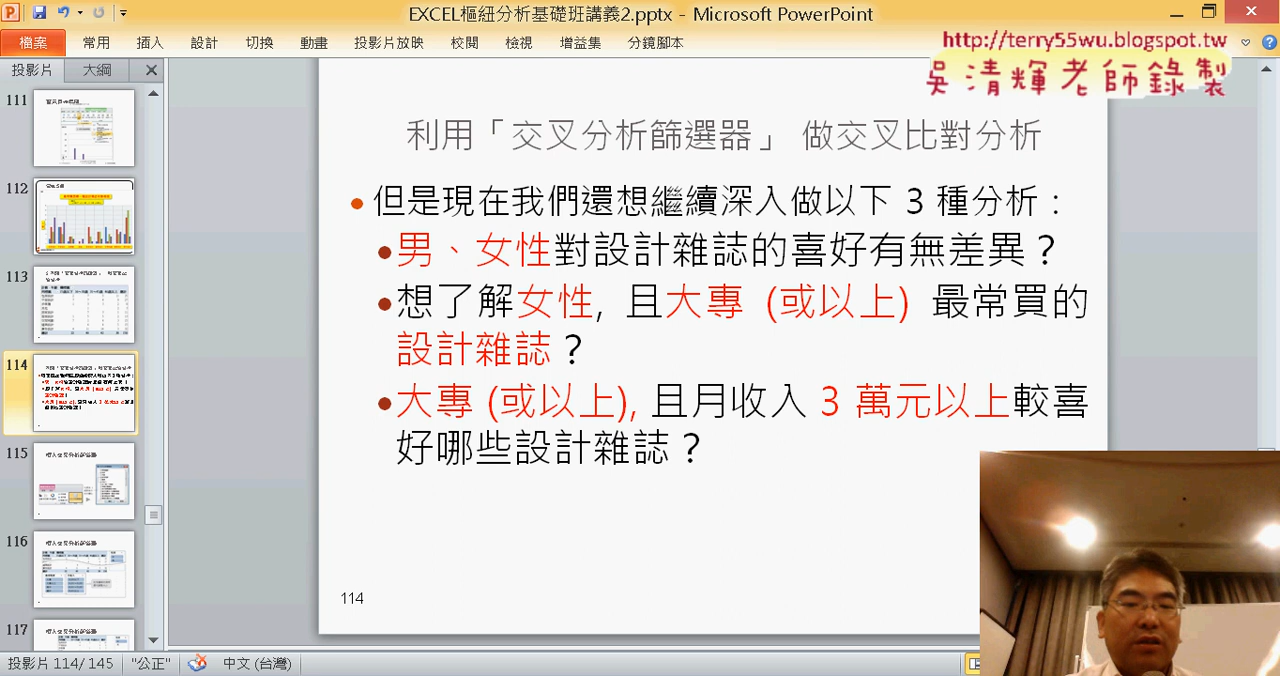 EXCEL樞紐分析基礎班講義2.pptx - Microsoft PowerPoint
檔案 常用 插入 設計 切換 動畫 投影片放映 校閱 檢視 增益集 分鏡腳本
http://terry55wu.blogspot.tw
吳清輝老師錄製
投影片 大綱
111
112
113
114
115
116
117
利用「交叉分析篩選器」 做交叉比對分析
但是現在我們還想繼續深入做以下 3 種分析：
男、女性對設計雜誌的喜好有無差異？
想了解女性, 且大專 (或以上) 最常買的
設計雜誌？
大專 (或以上), 且月收入 3 萬元以上較喜
好哪些設計雜誌？
114
投影片 114/ 145 "公正" 中文 (台灣)